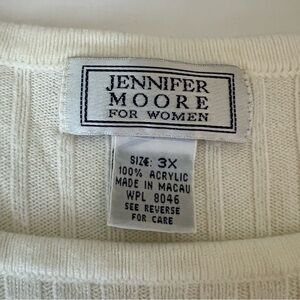 JENNIFER
MOORE
FOR WOMEN
SIZE: 3X
100% ACRYLIC
MADE IN MACAU
WPL 8046
SEE REVERSE
FOR CARE